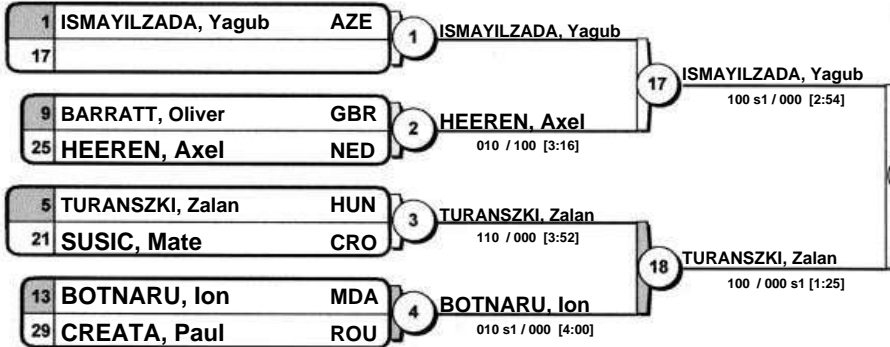 1 ISMAYILZADA, Yagub AZE
17
1
ISMAYILZADA, Yagub
17
ISMAYILZADA, Yagub
100 s1 / 000 [2:54]
9 BARRATT, Oliver GBR
25 HEEREN, Axel NED
2
HEEREN, Axel
010 / 100 [3:16]
5 TURANSZKI, Zalan HUN
21 SUSIC, Mate CRO
3
TURANSZKI, Zalan
110 / 000 [3:52]
18
TURANSZKI, Zalan
100 / 000 s1 [1:25]
13 BOTNARU, Ion MDA
29 CREATA, Paul ROU
4
BOTNARU, Ion
010 s1 / 000 [4:00]